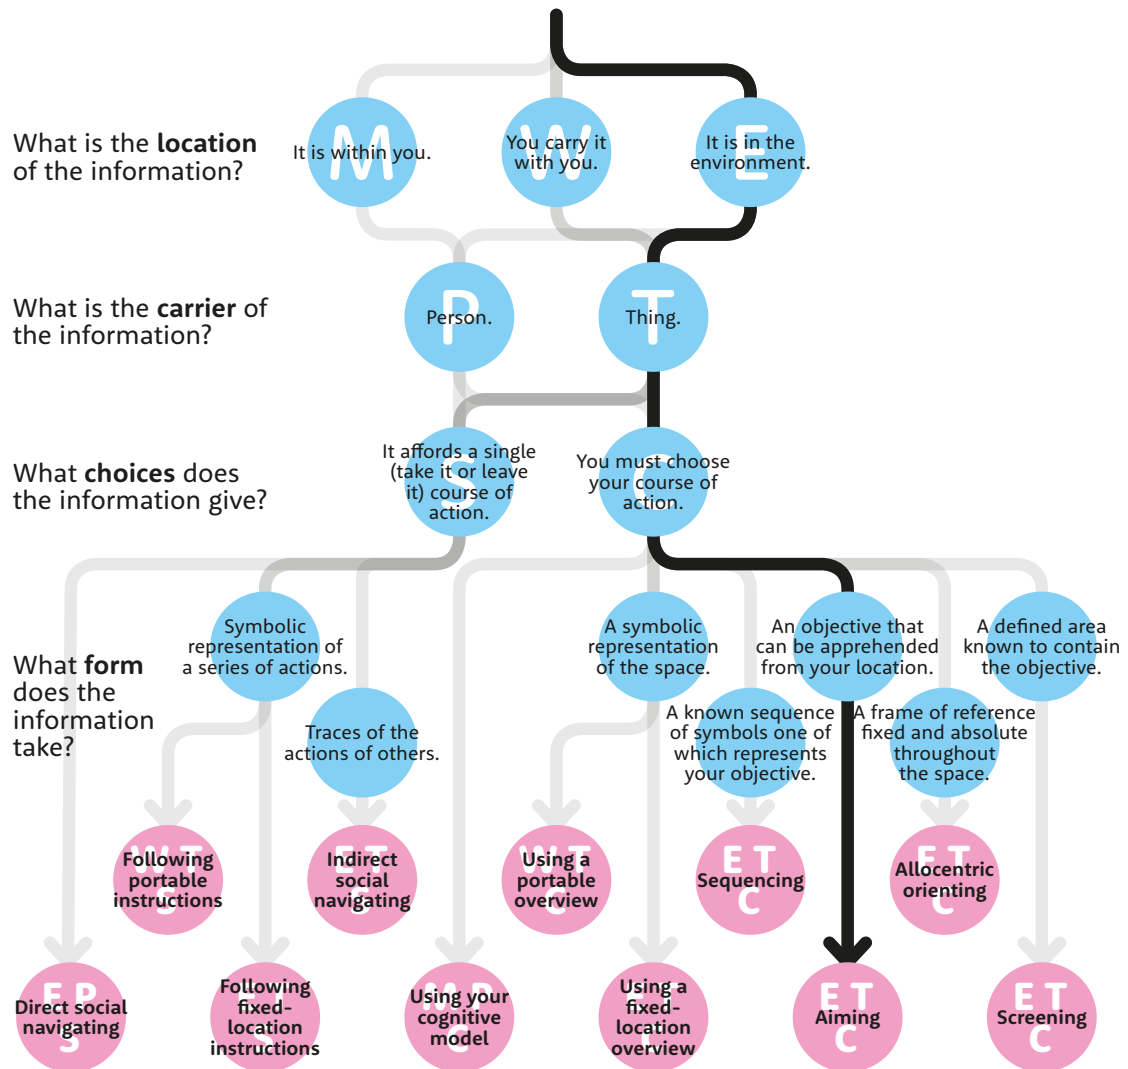 What is the location
of the information?
M
It is within you.
W
You carry it
with you.
E
It is in the
environment.
What is the carrier of
the information?
P
Person.
T
Thing.
What choices does
the information give?
S
It affords a single
(take it or leave
it) course of
action.
C
You must choose
your course of
action.
What form
does the
information
take?
Symbolic
representation of
a series of actions.
Traces of the
actions of others.
A symbolic
representation
of the space.
A known sequence
of symbols one of
which represents
your objective.
An objective that
can be apprehended
from your location.
A frame of reference
fixed and absolute
throughout
the space.
A defined area
known to contain
the objective.
W T
S
Following
portable
instructions
E T
S
Indirect
social
navigating
W T
C
Using a
portable
overview
E T
C
Sequencing
E T
C
Allocentric
orienting
E P
S
Direct social
navigating
E T
S
Following
fixed-
location
instructions
M P
C
Using your
cognitive
model
E T
C
Using a
fixed-
location
overview
E T
C
Aiming
E T
C
Screening